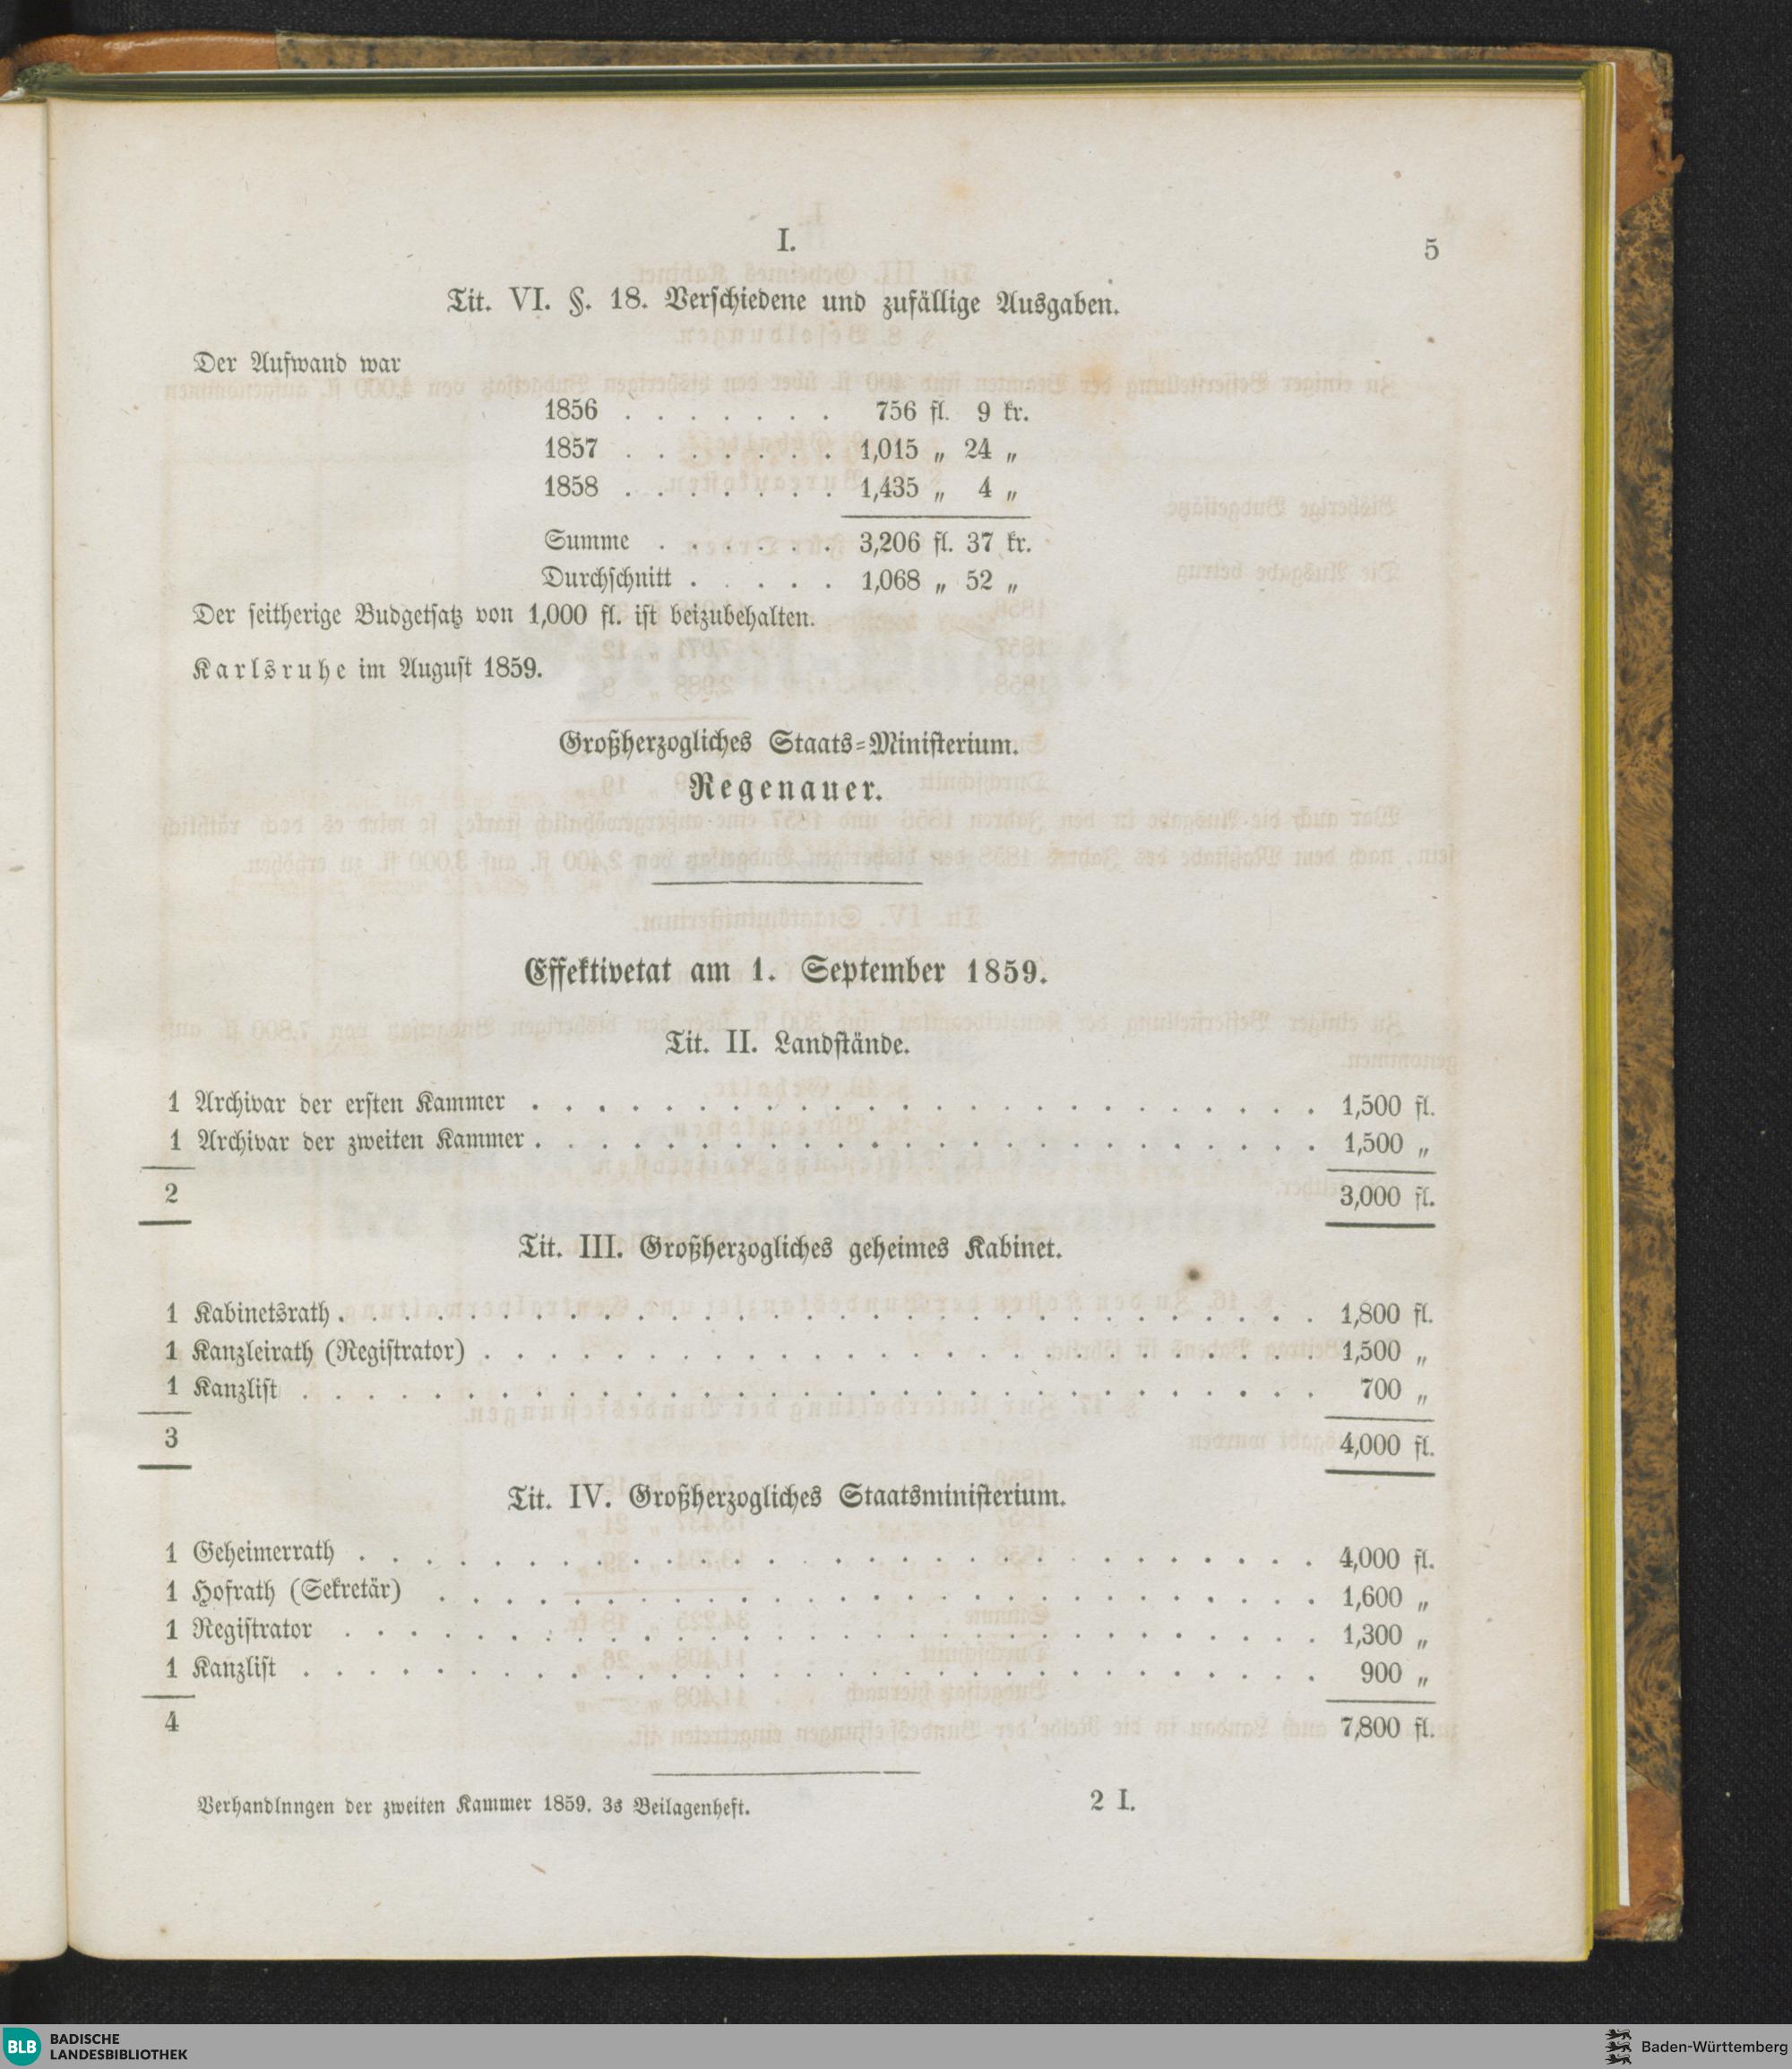 I.
5
Tit. VI. §. 18. Verschiedene und zufällige Ausgaben.
Der Aufwand war
1856 . . . . . . . 756 fl. 9 kr.
1857 . . . . . . . 1,015 „ 24 „
1858 . . . . . . . 1,435 „ 4 „
Summe . . . . . . 3,206 fl. 37 kr.
Durchschnitt . . . . . 1,068 „ 52 „
Der seitherige Budgetsatz von 1,000 fl. ist beizubehalten.
Karlsruhe im August 1859.
Großherzogliches Staats-Ministerium.
Regenauer.
Effektivetat am 1. September 1859.
Tit. II. Landstände.
1 Archivar der ersten Kammer . . . . . . . . . . . . . . . . . . . . . . . . 1,500 fl.
1 Archivar der zweiten Kammer . . . . . . . . . . . . . . . . . . . . . . . . 1,500 „
2 3,000 fl.
Tit. III. Großherzogliches geheimes Kabinet.
1 Kabinetsrath . . . . . . . . . . . . . . . . . . . . . . . . . . . . . . 1,800 fl.
1 Kanzleirath (Registrator) . . . . . . . . . . . . . . . . . . . . . . . . . . 1,500 „
1 Kanzlist . . . . . . . . . . . . . . . . . . . . . . . . . . . . . . . 700 „
3 4,000 fl.
Tit. IV. Großherzogliches Staatsministerium.
1 Geheimerrath . . . . . . . . . . . . . . . . . . . . . . . . . . . . . 4,000 fl.
1 Hofrath (Sekretär) . . . . . . . . . . . . . . . . . . . . . . . . . . . 1,600 „
1 Registrator . . . . . . . . . . . . . . . . . . . . . . . . . . . . . . 1,300 „
1 Kanzlist . . . . . . . . . . . . . . . . . . . . . . . . . . . . . . . 900 „
4 7,800 fl.
Verhandlnngen der zweiten Kammer 1859. 3s Beilagenheft. 2 I.
BLB BADISCHE
LANDESBIBLIOTHEK
Baden-Württemberg